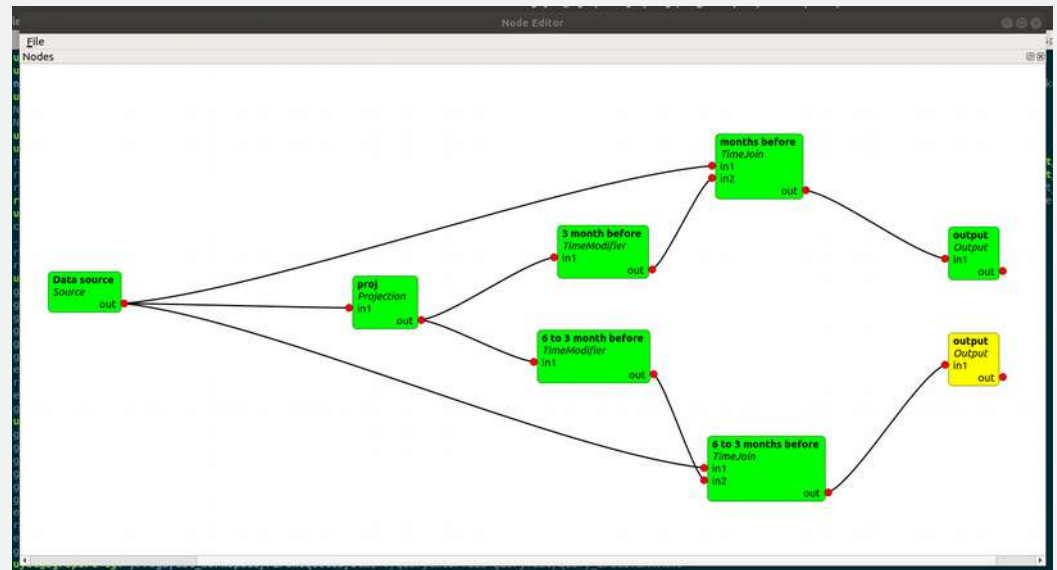 Node Editor
File
Nodes
months before
TimeJoin
in1
in2
out
3 month before
TimeModifier
in1
out
output
Output
in1
out
Data source
Source
out
proj
Projection
in1
out
6 to 3 month before
TimeModifier
in1
out
output
Output
in1
out
6 to 3 months before
TimeJoin
in1
in2
out